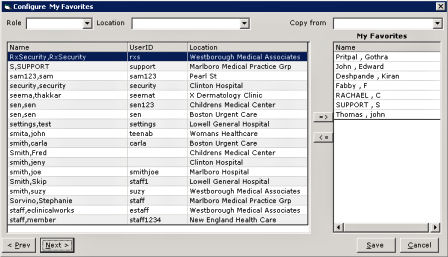 Configure My Favorites
Role Location Copy from
My Favorites
Name UserID Location
RxSecurity,RxSecurity rxs Westborough Medical Associates
S,SUPPORT support Marlboro Medical Practice Grp
sam123,sam sam123 Pearl St
security,security security Clinton Hospital
seema,thakkar seemat X Dermatology Clinic
sen,sen sen123 Childrens Medical Center
sen,sen sen Boston Urgent Care
settings,test settings Lowell General Hospital
smita,john teenab Womans Healthcare
smith,carla carla Boston Urgent Care
Smith,Fred Childrens Medical Center
smith,jeny Clinton Hospital
smith,joe smithjoe Marlboro Hospital
Smith,Skip staff1 Lowell General Hospital
smith,suzy suzy Westboro Medical Associates
Sorvino,Stephanie staff Marlboro Medical Practice Grp
staff,eclinicalworks estaff Westborough Medical Associates
staff,member staff1234 New England Health Care
=>
<=
Name
Pritpal , Gothra
John , Edward
Deshpande , Kiran
Fabby , F
RACHAEL , C
SUPPORT , S
Thomas , john
< Prev Next > Save Cancel